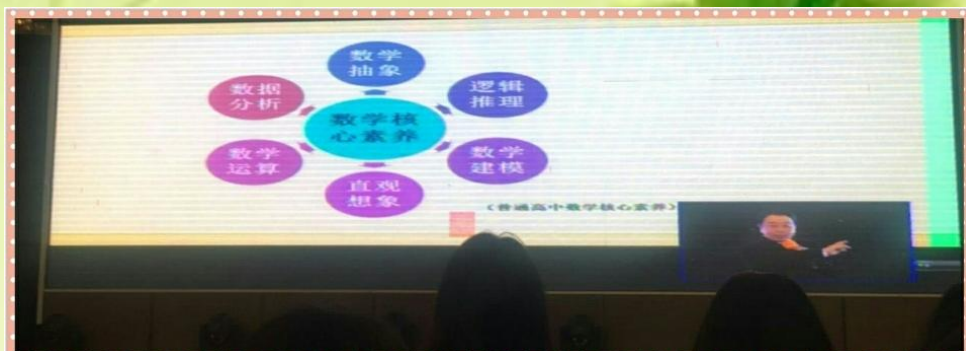 数学
抽象
逻辑
推理
数学
建模
直观
想象
数学
运算
数据
分析
数学核
心素养
（普通高中数学核心素养）